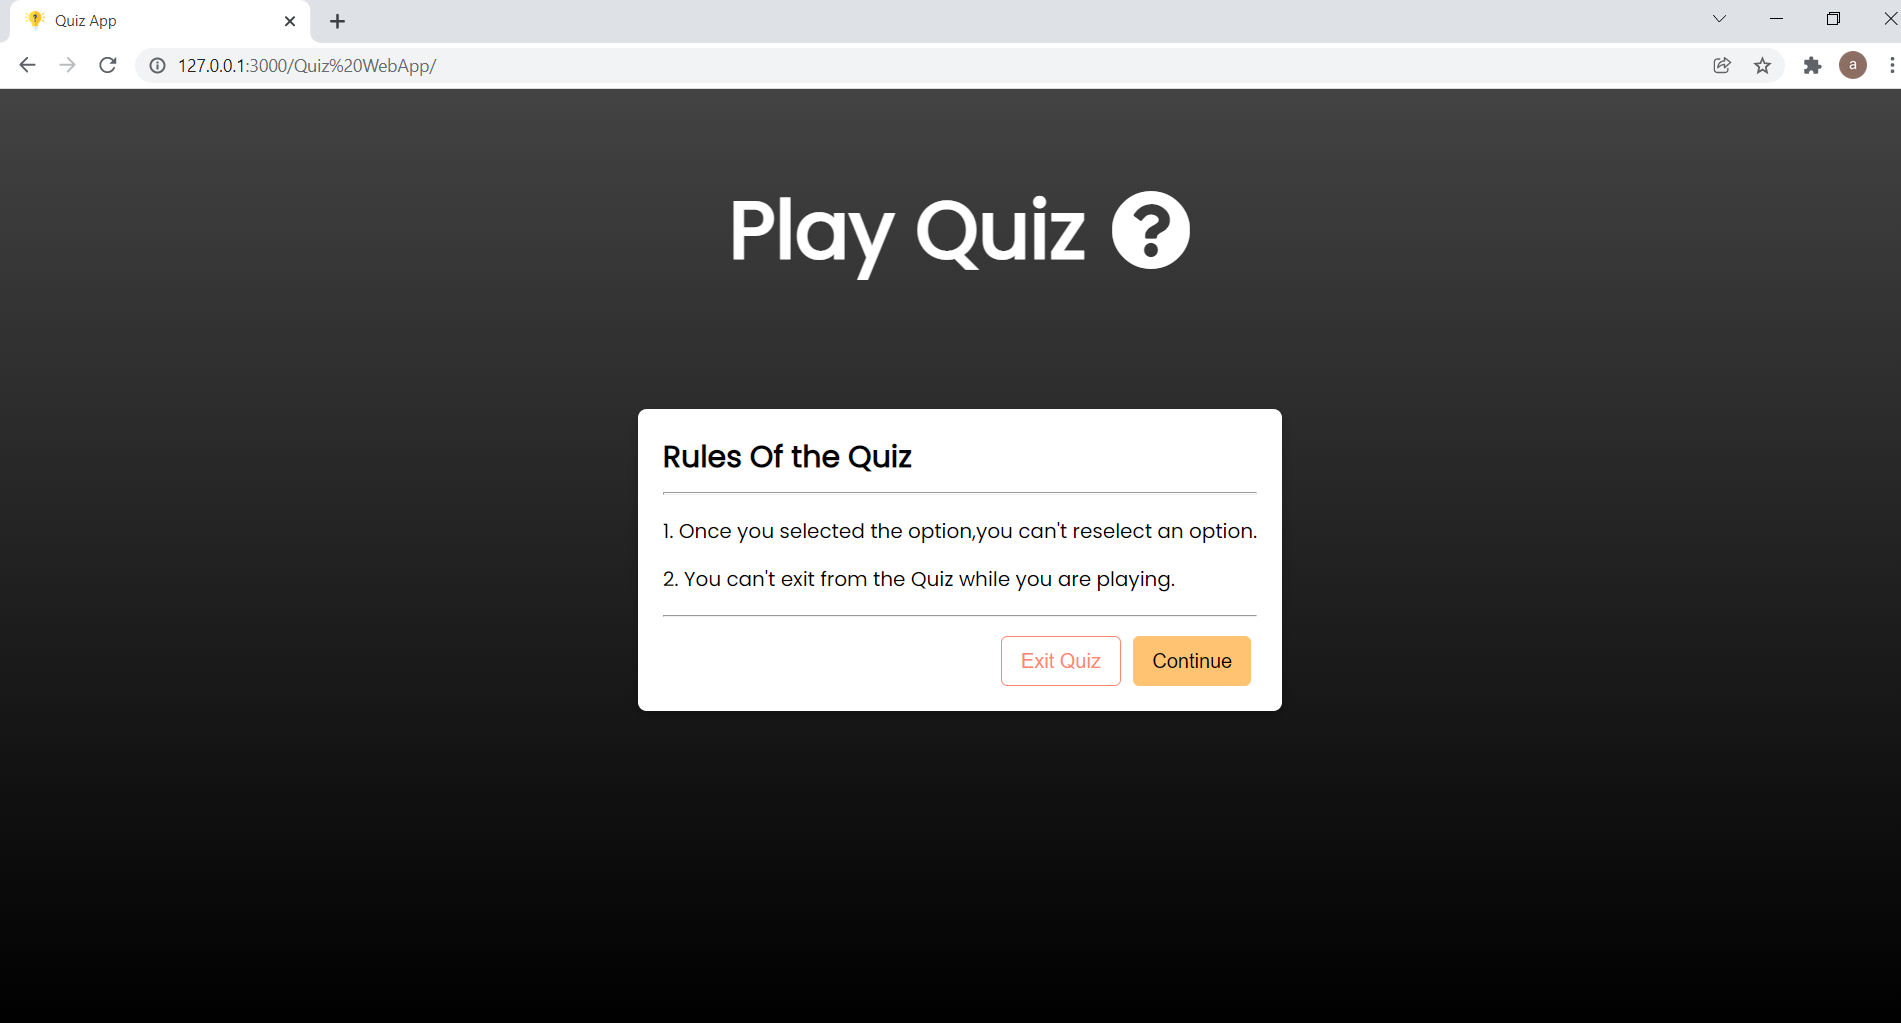 Quiz App
127.0.0.1:3000/Quiz%20WebApp/
a
Play Quiz ?
Rules Of the Quiz
1. Once you selected the option,you can't reselect an option.
2. You can't exit from the Quiz while you are playing.
Exit Quiz Continue